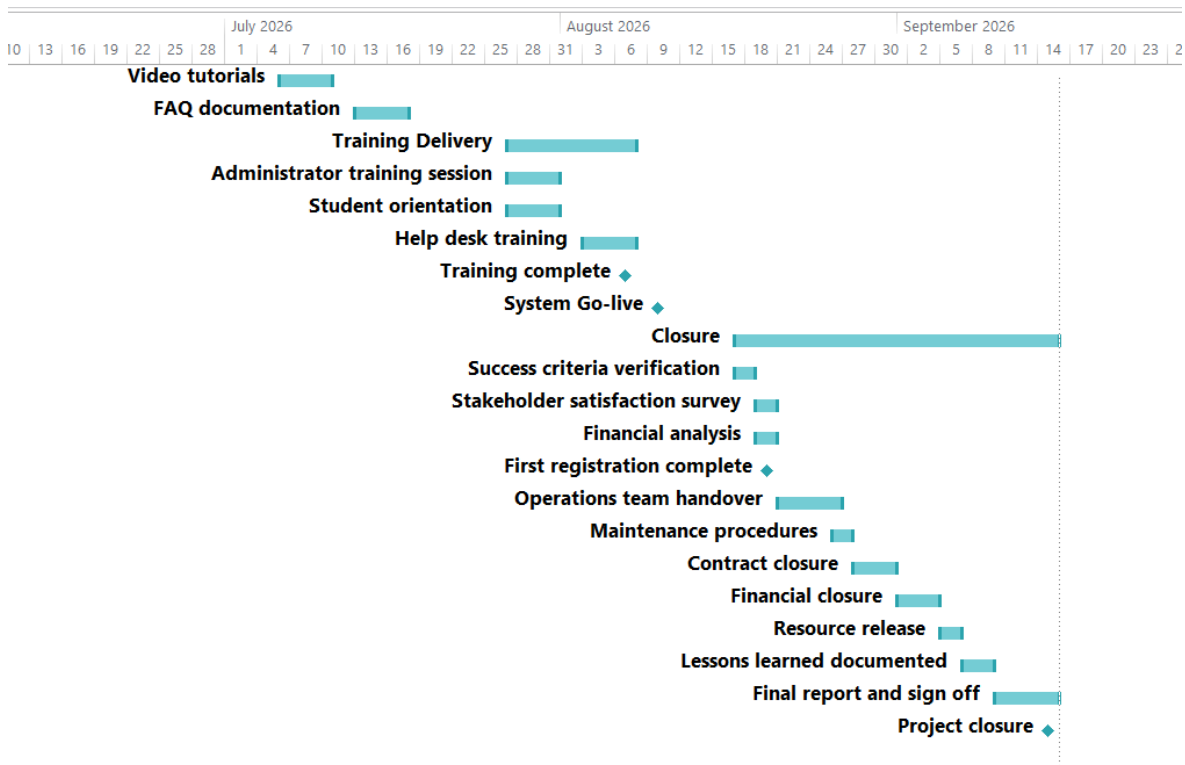 July 2026 August 2026 September 2026
10 13 16 19 22 25 28 1 4 7 10 13 16 19 22 25 28 31 3 6 9 12 15 18 21 24 27 30 2 5 8 11 14 17 20 23 2
Video tutorials
FAQ documentation
Training Delivery
Administrator training session
Student orientation
Help desk training
Training complete
System Go-live
Closure
Success criteria verification
Stakeholder satisfaction survey
Financial analysis
First registration complete
Operations team handover
Maintenance procedures
Contract closure
Financial closure
Resource release
Lessons learned documented
Final report and sign off
Project closure